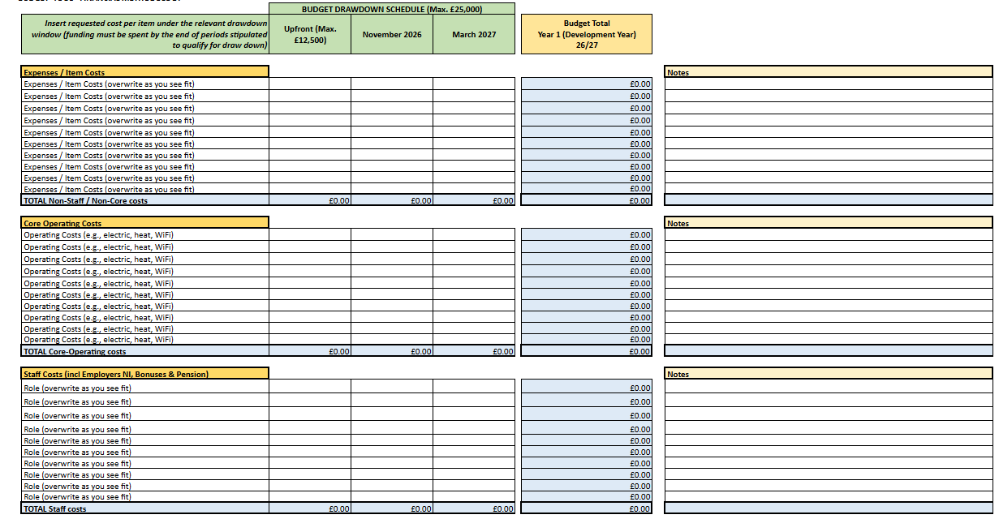 BUDGET DRAWDOWN SCHEDULE (Max. £25,000)
Insert requested cost per item under the relevant drawdown
window (funding must be spent by the end of periods stipulated
to qualify for draw down)
Upfront (Max.
£12,500)
November 2026
March 2027
Budget Total
Year 1 (Development Year)
26/27
Expenses / Item Costs
Notes
Expenses / Item Costs (overwrite as you see fit) £0.00
Expenses / Item Costs (overwrite as you see fit) £0.00
Expenses / Item Costs (overwrite as you see fit) £0.00
Expenses / Item Costs (overwrite as you see fit) £0.00
Expenses / Item Costs (overwrite as you see fit) £0.00
Expenses / Item Costs (overwrite as you see fit) £0.00
Expenses / Item Costs (overwrite as you see fit) £0.00
Expenses / Item Costs (overwrite as you see fit) £0.00
Expenses / Item Costs (overwrite as you see fit) £0.00
Expenses / Item Costs (overwrite as you see fit) £0.00
TOTAL Non-Staff / Non-Core costs £0.00 £0.00 £0.00 £0.00
Core Operating Costs
Notes
Operating Costs (e.g., electric, heat, WiFi) £0.00
Operating Costs (e.g., electric, heat, WiFi) £0.00
Operating Costs (e.g., electric, heat, WiFi) £0.00
Operating Costs (e.g., electric, heat, WiFi) £0.00
Operating Costs (e.g., electric, heat, WiFi) £0.00
Operating Costs (e.g., electric, heat, WiFi) £0.00
Operating Costs (e.g., electric, heat, WiFi) £0.00
Operating Costs (e.g., electric, heat, WiFi) £0.00
Operating Costs (e.g., electric, heat, WiFi) £0.00
Operating Costs (e.g., electric, heat, WiFi) £0.00
TOTAL Core-Operating costs £0.00 £0.00 £0.00 £0.00
Staff Costs (incl Employers NI, Bonuses & Pension)
Notes
Role (overwrite as you see fit) £0.00
Role (overwrite as you see fit) £0.00
Role (overwrite as you see fit) £0.00
Role (overwrite as you see fit) £0.00
Role (overwrite as you see fit) £0.00
Role (overwrite as you see fit) £0.00
Role (overwrite as you see fit) £0.00
Role (overwrite as you see fit) £0.00
Role (overwrite as you see fit) £0.00
Role (overwrite as you see fit) £0.00
TOTAL Staff costs £0.00 £0.00 £0.00 £0.00